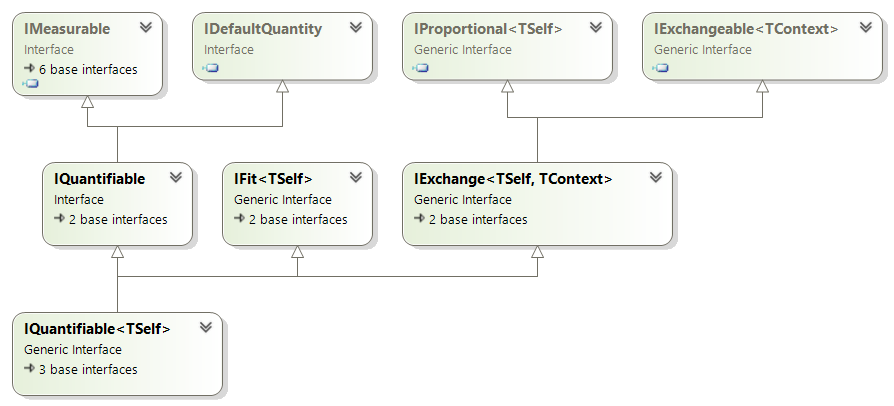 IMeasurable
Interface
6 base interfaces
IDefaultQuantity
Interface
IProportional<TSelf>
Generic Interface
IExchangeable<TContext>
Generic Interface
IQuantifiable
Interface
2 base interfaces
IFit<TSelf>
Generic Interface
2 base interfaces
IExchange<TSelf, TContext>
Generic Interface
2 base interfaces
IQuantifiable<TSelf>
Generic Interface
3 base interfaces